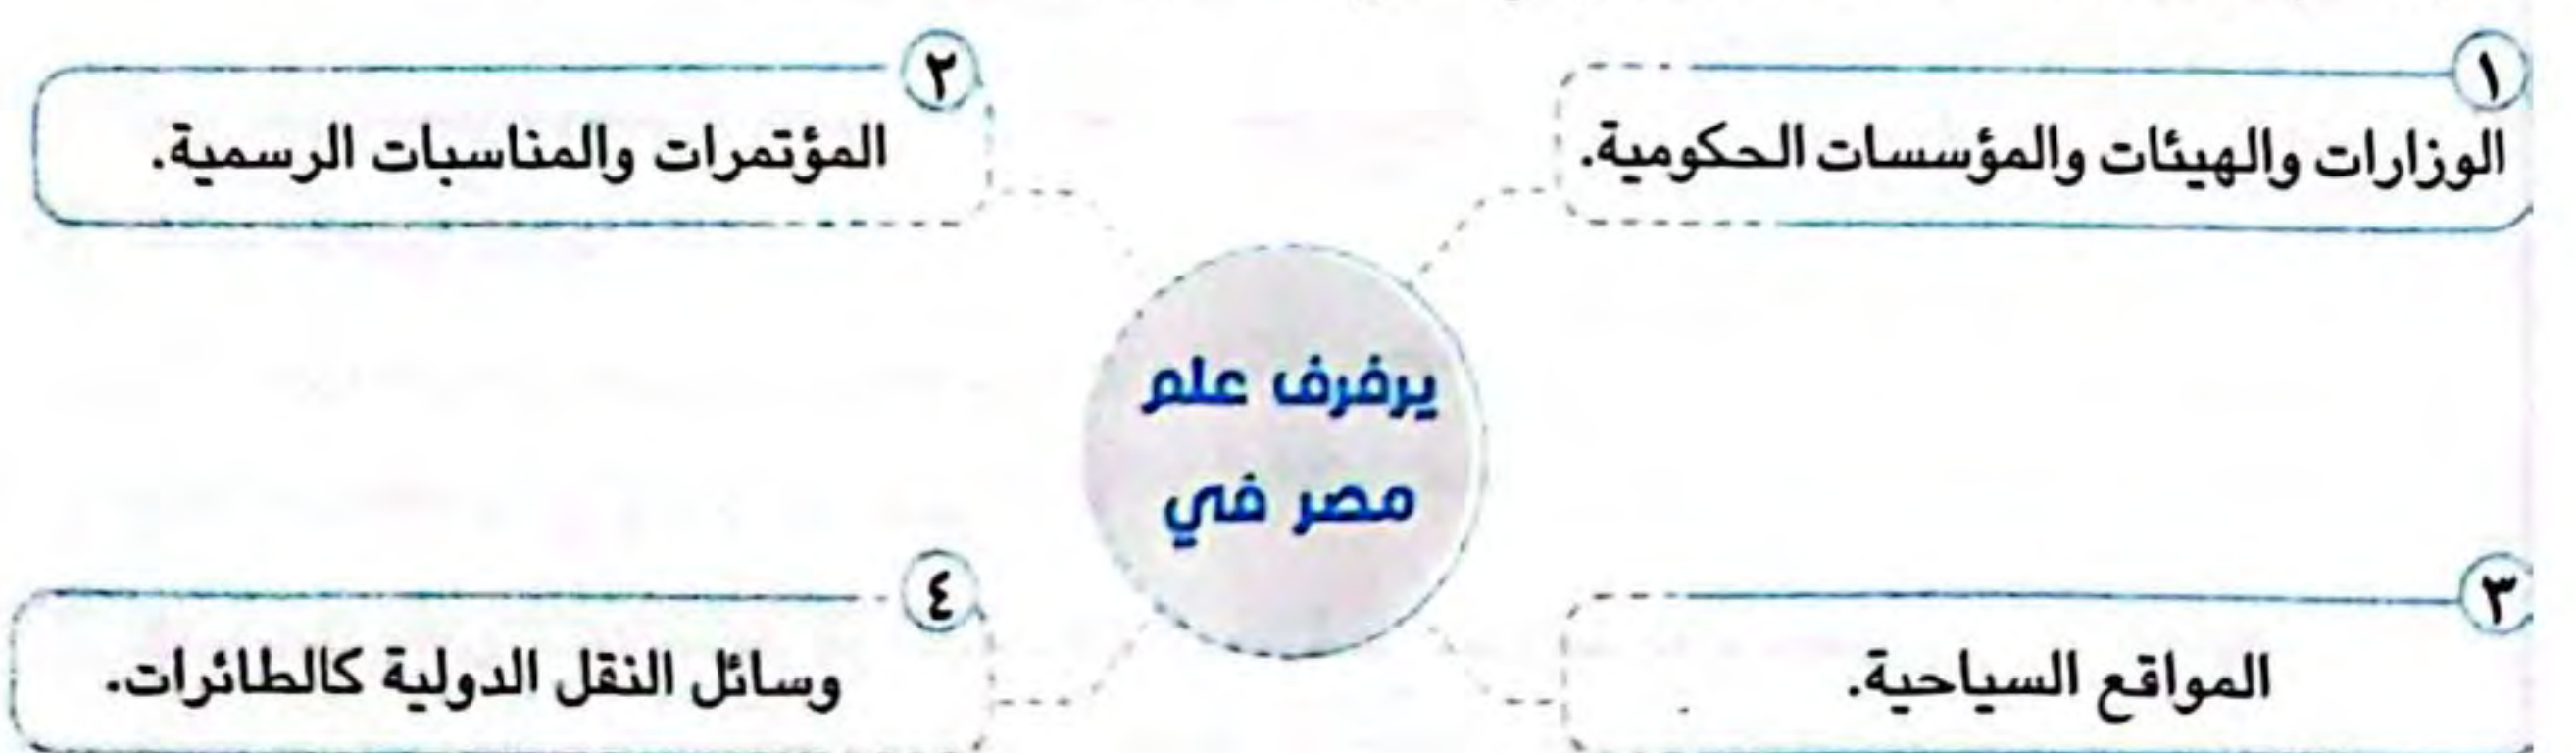 ١
الوزارات والهيئات والمؤسسات الحكومية.
٢
المؤتمرات والمناسبات الرسمية.
يرفرف علم
مصر في
٣
المواقع السياحية.
٤
وسائل النقل الدولية كالطائرات.